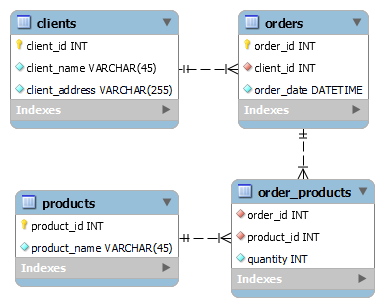 clients
client_id INT
client_name VARCHAR(45)
client_address VARCHAR(255)
Indexes
orders
order_id INT
client_id INT
order_date DATETIME
Indexes
products
product_id INT
product_name VARCHAR(45)
Indexes
order_products
order_id INT
product_id INT
quantity INT
Indexes